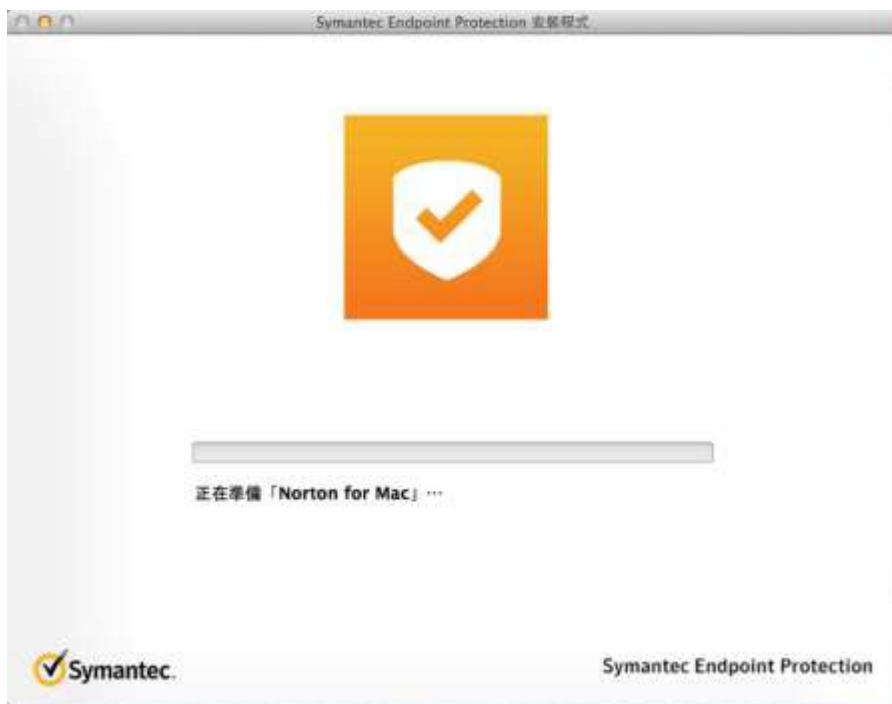 Symantec Endpoint Protection 安裝程式
正在準備「Norton for Mac」…
Symantec.
Symantec Endpoint Protection